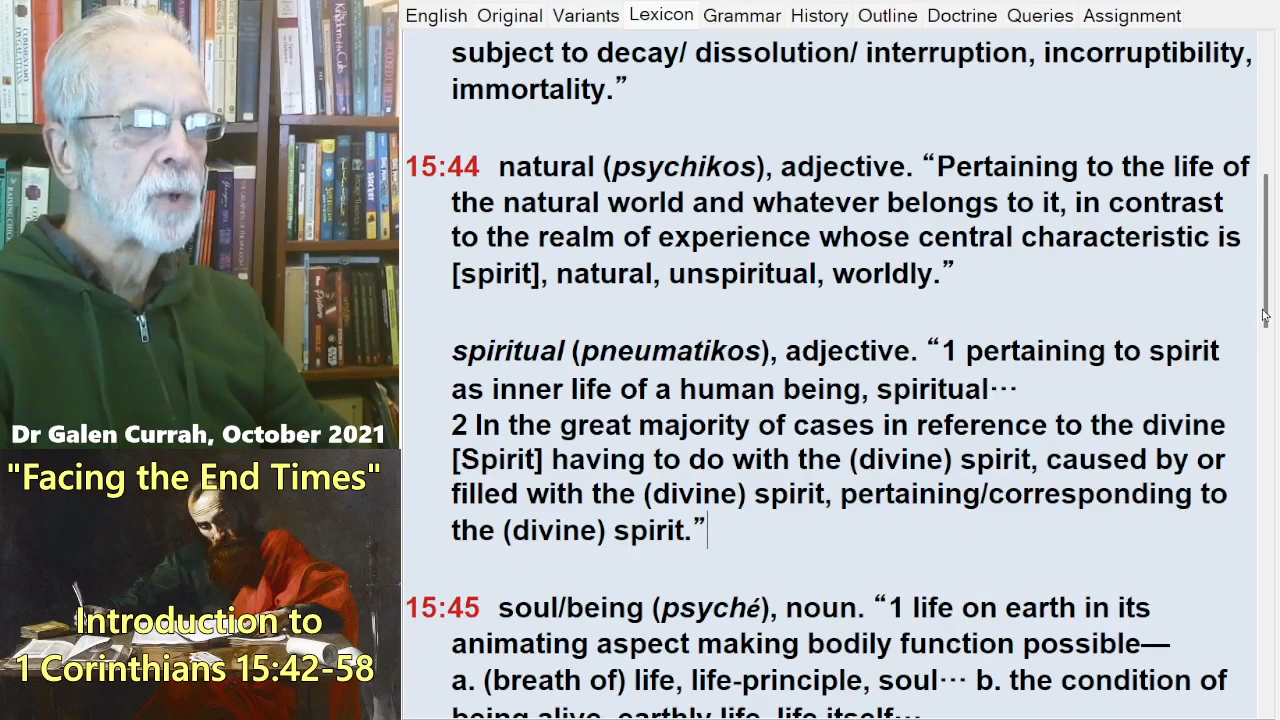 English Original Variants Lexicon Grammar History Outline Doctrine Queries Assignment
subject to decay/ dissolution/ interruption, incorruptibility,
immortality.”
15:44 natural (psychikos), adjective. “Pertaining to the life of
the natural world and whatever belongs to it, in contrast
to the realm of experience whose central characteristic is
[spirit], natural, unspiritual, worldly.”
spiritual (pneumatikos), adjective. “1 pertaining to spirit
as inner life of a human being, spiritual…
2 In the great majority of cases in reference to the divine
[Spirit] having to do with the (divine) spirit, caused by or
filled with the (divine) spirit, pertaining/corresponding to
the (divine) spirit.”
15:45 soul/being (psyché), noun. “1 life on earth in its
animating aspect making bodily function possible—
a. (breath of) life, life-principle, soul… b. the condition of
being alive, earthly life, life itself…
Dr Galen Currah, October 2021
"Facing the End Times"
Introduction to
1 Corinthians 15:42-58